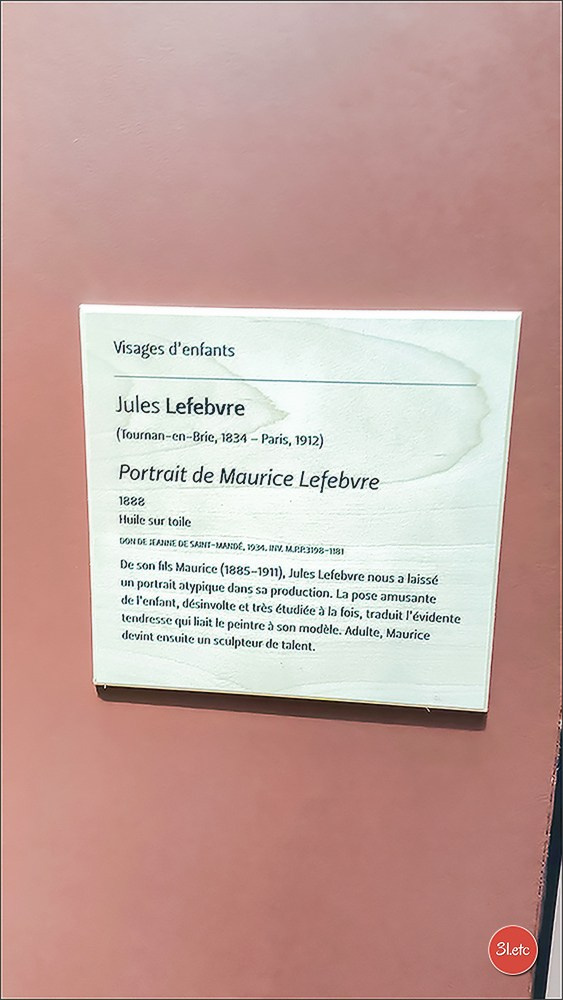 Visages d'enfants
Jules Lefebvre
(Tournan-en-Brie, 1834 – Paris, 1912)
Portrait de Maurice Lefebvre
1888
Huile sur toile
DON DE JEANNE DE SAINT-MANDÉ, 1934. INV. M.P.P.3198-1181
De son fils Maurice (1885–1911), Jules Lefebvre nous a laissé
un portrait atypique dans sa production. La pose amusante
de l'enfant, désinvolte et très étudiée à la fois, traduit l'évidente
tendresse qui liait le peintre à son modèle. Adulte, Maurice
devint ensuite un sculpteur de talent.
3l.etc